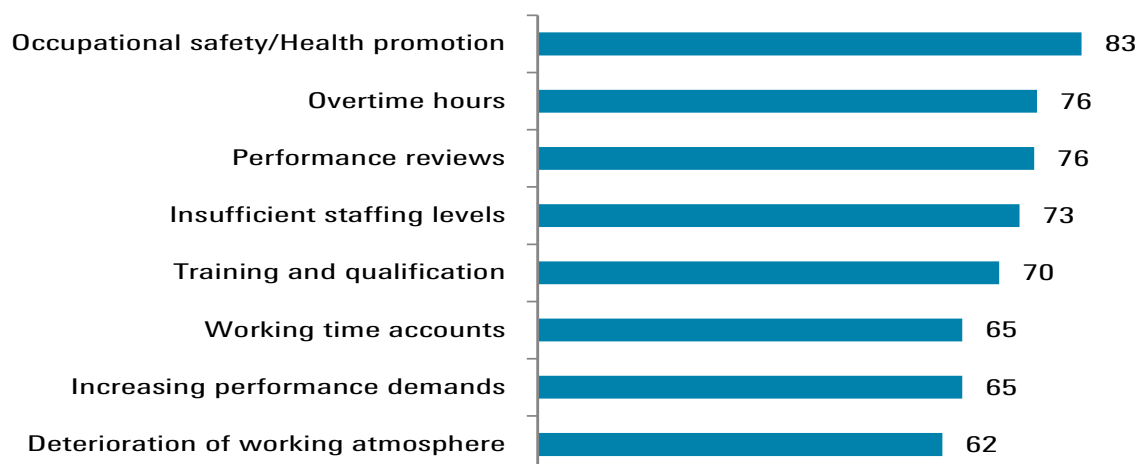 Occupational safety/Health promotion 83
Overtime hours 76
Performance reviews 76
Insufficient staffing levels 73
Training and qualification 70
Working time accounts 65
Increasing performance demands 65
Deterioration of working atmosphere 62